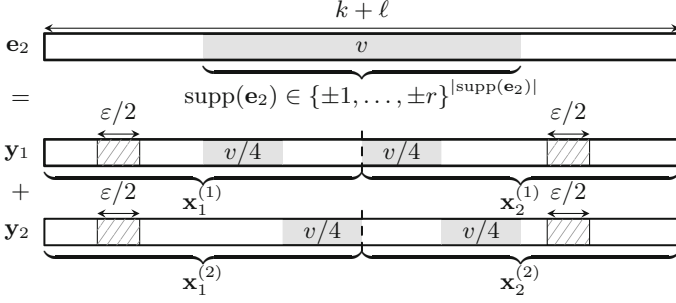 k + ℓ
e₂ v
= supp(e₂) ∈ {±1, . . . , ±r}^|supp(e₂)|
ε/2 ε/2
y₁ v/4 v/4
+ x₁⁽¹⁾ x₂⁽¹⁾
ε/2 ε/2
y₂ v/4 v/4
x₁⁽²⁾ x₂⁽²⁾